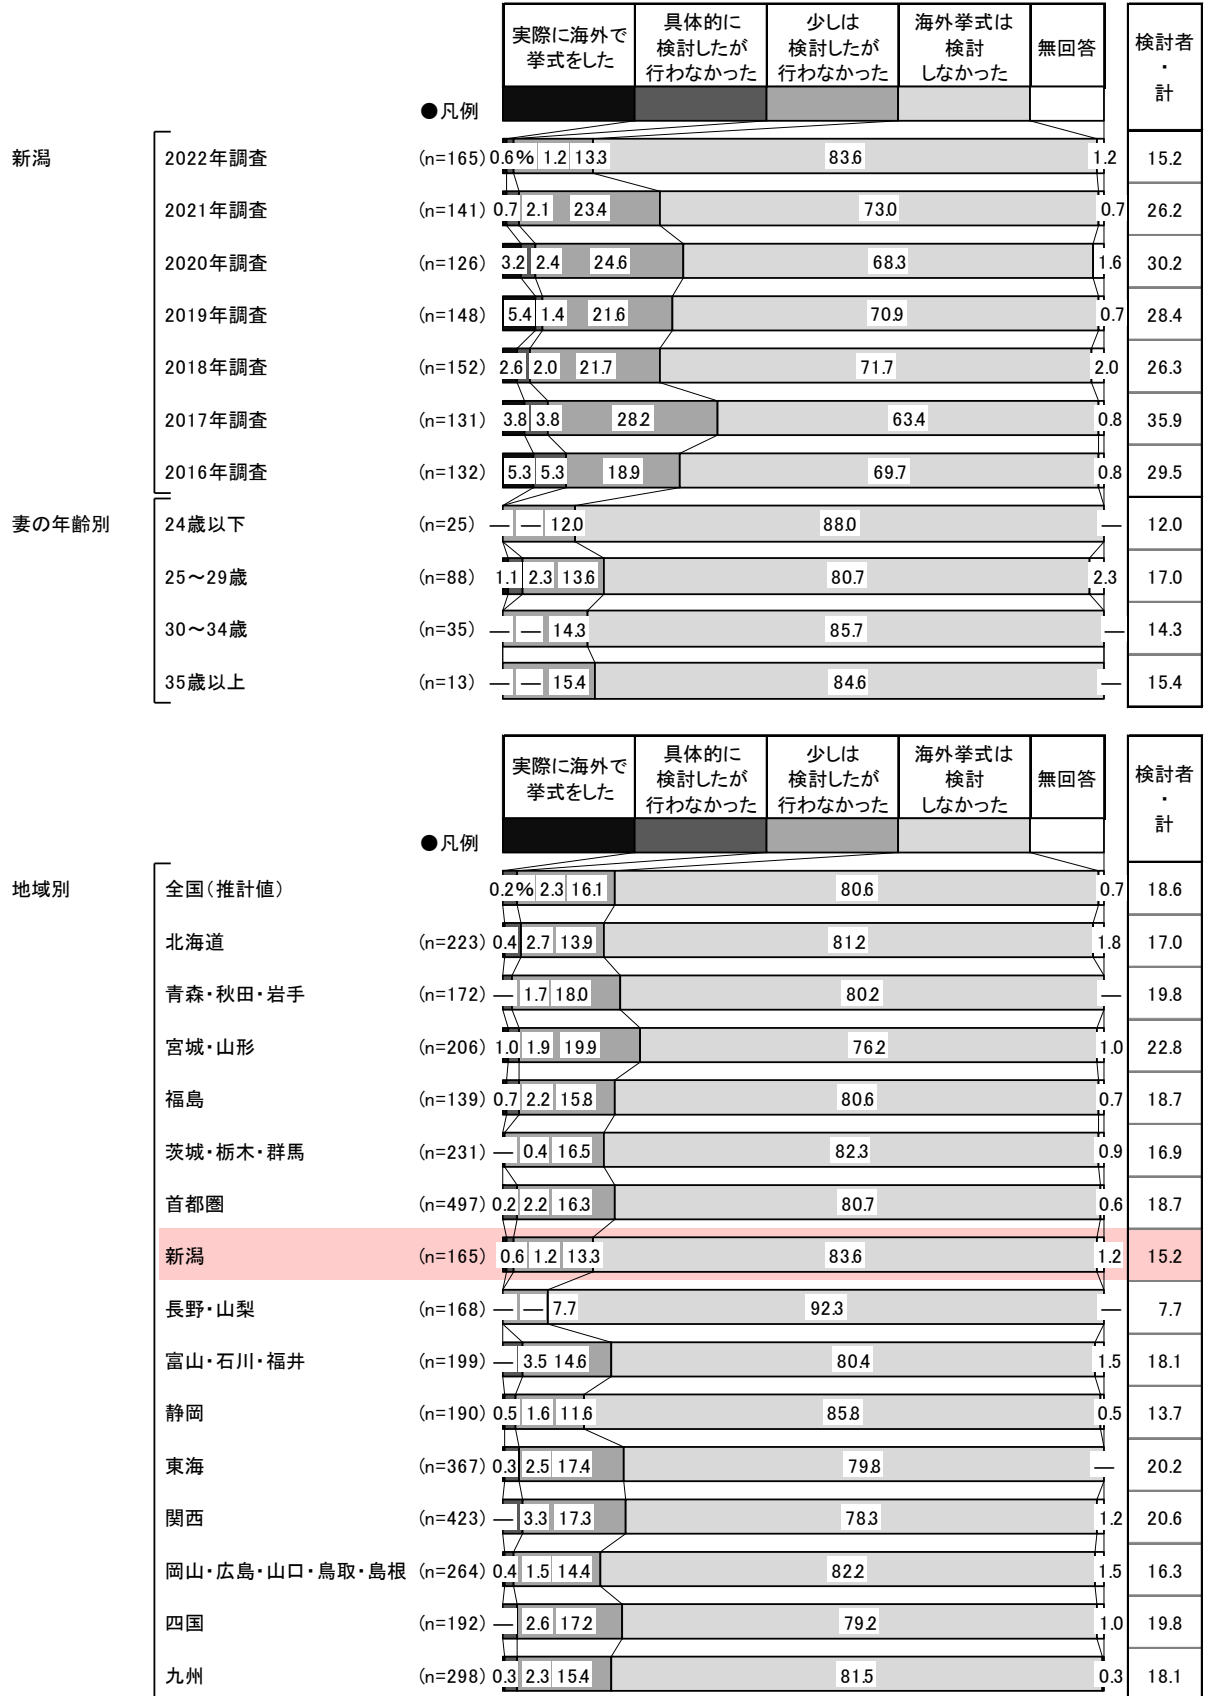 実際に海外で
挙式をした
具体的に
検討したが
行わなかった
少しは
検討したが
行わなかった
海外挙式は
検討
しなかった
無回答
検討者
・
計
●凡例
新潟
2022年調査 (n=165) 0.6% 1.2 13.3 83.6 1.2 15.2
2021年調査 (n=141) 0.7 2.1 23.4 73.0 0.7 26.2
2020年調査 (n=126) 3.2 2.4 24.6 68.3 1.6 30.2
2019年調査 (n=148) 5.4 1.4 21.6 70.9 0.7 28.4
2018年調査 (n=152) 2.6 2.0 21.7 71.7 2.0 26.3
2017年調査 (n=131) 3.8 3.8 28.2 63.4 0.8 35.9
2016年調査 (n=132) 5.3 5.3 18.9 69.7 0.8 29.5
妻の年齢別
24歳以下 (n=25) — — 12.0 88.0 — 12.0
25～29歳 (n=88) 1.1 2.3 13.6 80.7 2.3 17.0
30～34歳 (n=35) — — 14.3 85.7 — 14.3
35歳以上 (n=13) — — 15.4 84.6 — 15.4
実際に海外で
挙式をした
具体的に
検討したが
行わなかった
少しは
検討したが
行わなかった
海外挙式は
検討
しなかった
無回答
検討者
・
計
●凡例
地域別
全国(推計値) 0.2% 2.3 16.1 80.6 0.7 18.6
北海道 (n=223) 0.4 2.7 13.9 81.2 1.8 17.0
青森・秋田・岩手 (n=172) — 1.7 18.0 80.2 — 19.8
宮城・山形 (n=206) 1.0 1.9 19.9 76.2 1.0 22.8
福島 (n=139) 0.7 2.2 15.8 80.6 0.7 18.7
茨城・栃木・群馬 (n=231) — 0.4 16.5 82.3 0.9 16.9
首都圏 (n=497) 0.2 2.2 16.3 80.7 0.6 18.7
新潟 (n=165) 0.6 1.2 13.3 83.6 1.2 15.2
長野・山梨 (n=168) — — 7.7 92.3 — 7.7
富山・石川・福井 (n=199) — 3.5 14.6 80.4 1.5 18.1
静岡 (n=190) 0.5 1.6 11.6 85.8 0.5 13.7
東海 (n=367) 0.3 2.5 17.4 79.8 — 20.2
関西 (n=423) — 3.3 17.3 78.3 1.2 20.6
岡山・広島・山口・鳥取・島根 (n=264) 0.4 1.5 14.4 82.2 1.5 16.3
四国 (n=192) — 2.6 17.2 79.2 1.0 19.8
九州 (n=298) 0.3 2.3 15.4 81.5 0.3 18.1